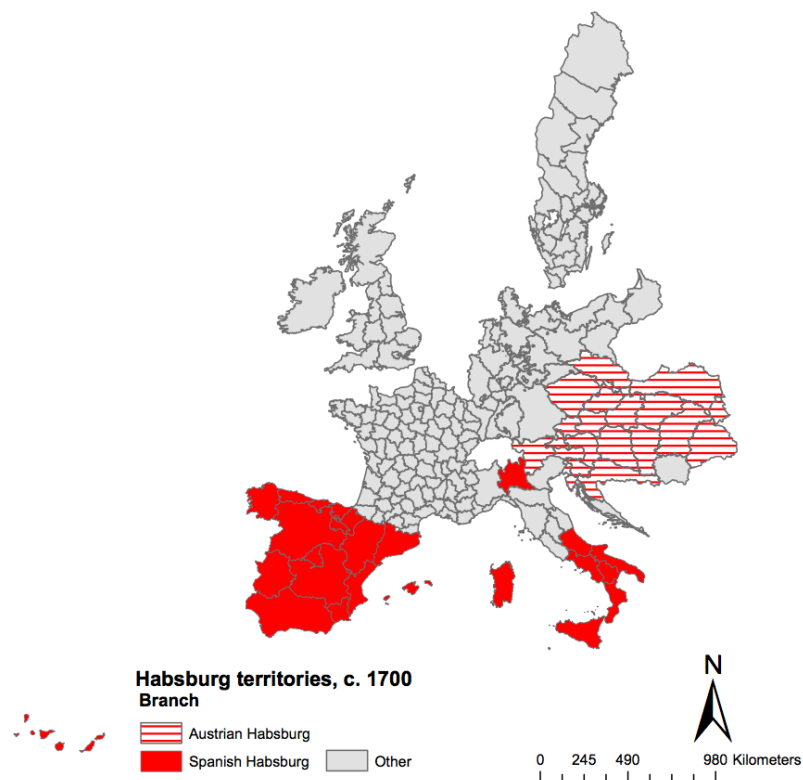 N
Habsburg territories, c. 1700
Branch
Austrian Habsburg
Spanish Habsburg Other
0 245 490 980 Kilometers